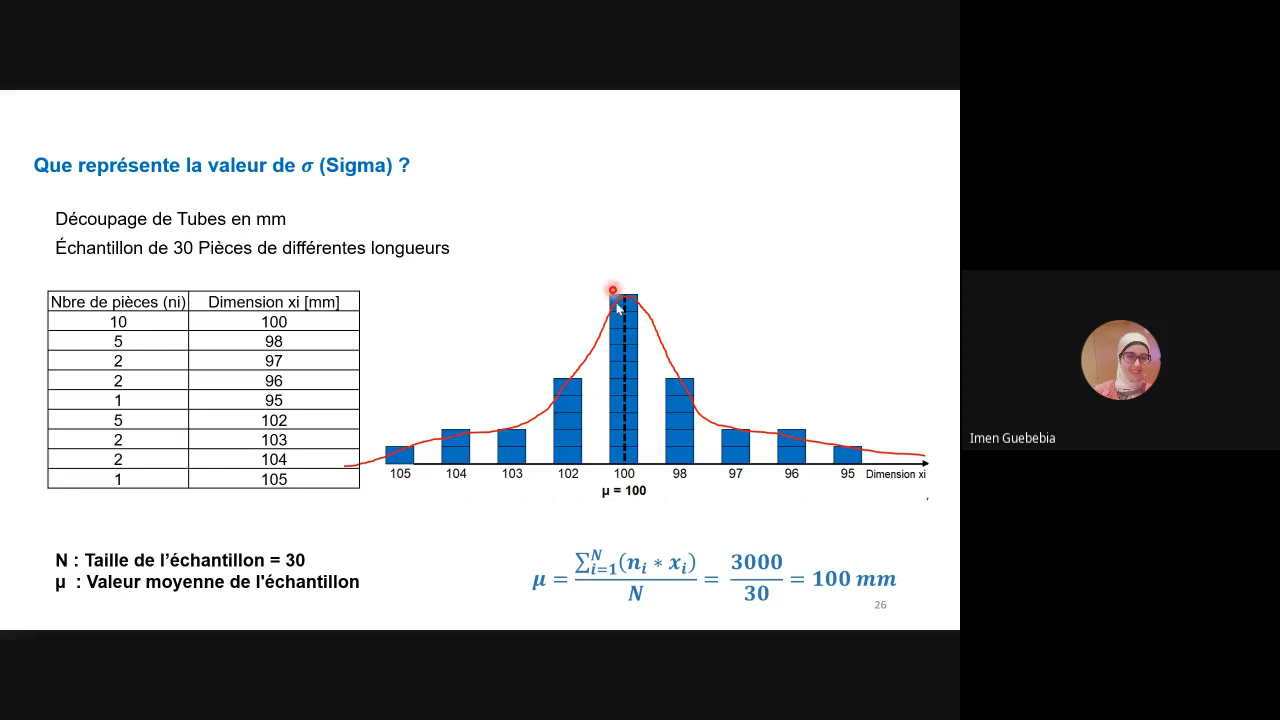 Que représente la valeur de σ (Sigma) ?
Découpage de Tubes en mm
Échantillon de 30 Pièces de différentes longueurs
Nbre de pièces (ni) Dimension xi [mm]
10 100
5 98
2 97
2 96
1 95
5 102
2 103
2 104
1 105
105 104 103 102 100 98 97 96 95 Dimension xi
μ = 100
N : Taille de l'échantillon = 30
μ : Valeur moyenne de l'échantillon
μ = ∑_{i=1}^{N}(n_i * x_i) / N = 3000 / 30 = 100 mm
26
Imen Guebebia